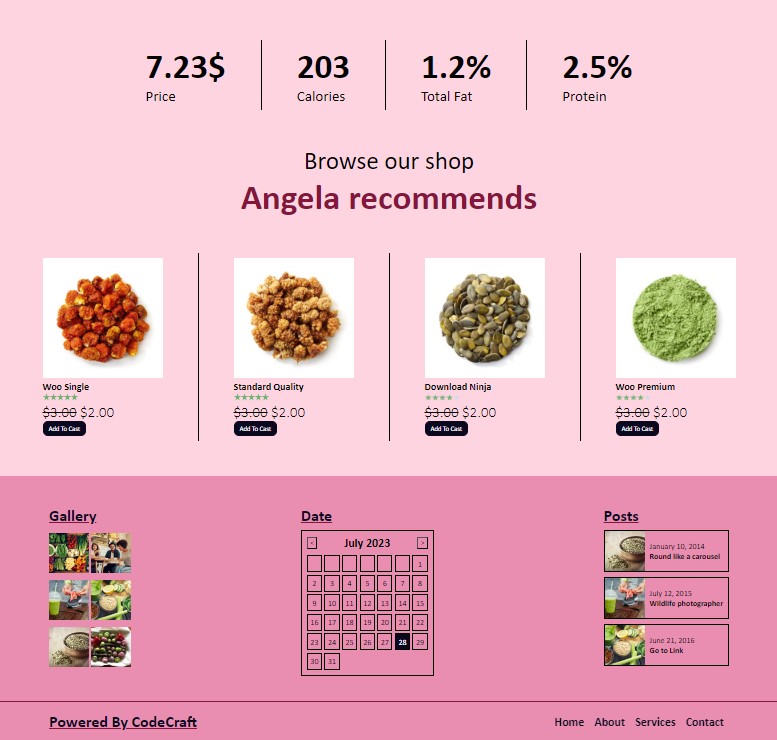 7.23$ 203 1.2% 2.5%
Price Calories Total Fat Protein
Browse our shop
Angela recommends
Woo Single
★★★★★
$3.00 $2.00
Add To Cast
Standard Quality
★★★★★
$3.00 $2.00
Add To Cast
Download Ninja
★★★★★
$3.00 $2.00
Add To Cast
Woo Premium
★★★★★
$3.00 $2.00
Add To Cast
Gallery
Date
< July 2023 >
1
2 3 4 5 6 7 8
9 10 11 12 13 14 15
16 17 18 19 20 21 22
23 24 25 26 27 28 29
30 31
Posts
January 10, 2014
Round like a carousel
July 12, 2015
Wildlife photographer
June 21, 2016
Go to Link
Powered By CodeCraft
Home About Services Contact